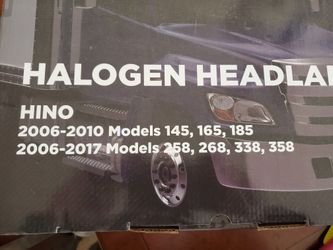 HALOGEN HEADLA
HINO
2006-2010 Models 145, 165, 185
2006-2017 Models 258, 268, 338, 358